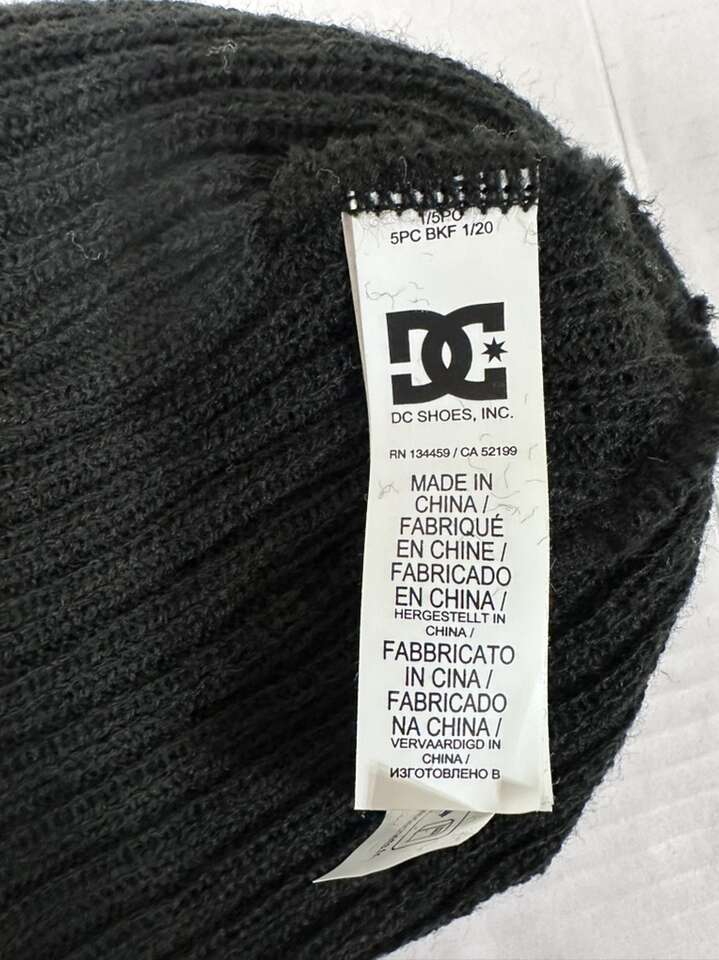 1/5PO
5PC BKF 1/20
DC
DC SHOES, INC.
RN 134459 / CA 52199
MADE IN
CHINA /
FABRIQUÉ
EN CHINE /
FABRICADO
EN CHINA /
HERGESTELLT IN
CHINA /
FABBRICATO
IN CINA /
FABRICADO
NA CHINA /
VERVAARDIGD IN
CHINA /
ИЗГОТОВЛЕНО В